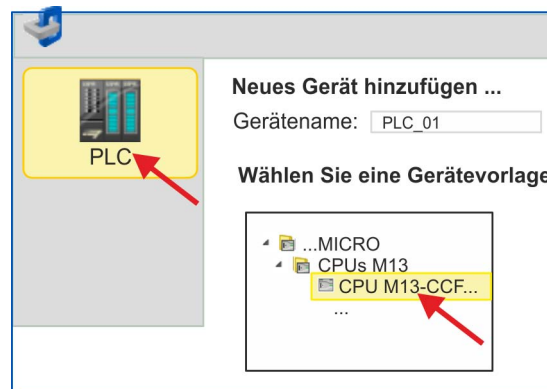 PLC
Neues Gerät hinzufügen ...
Gerätename: PLC_01
Wählen Sie eine Gerätevorlage
...MICRO
CPUs M13
CPU M13-CCF...
...